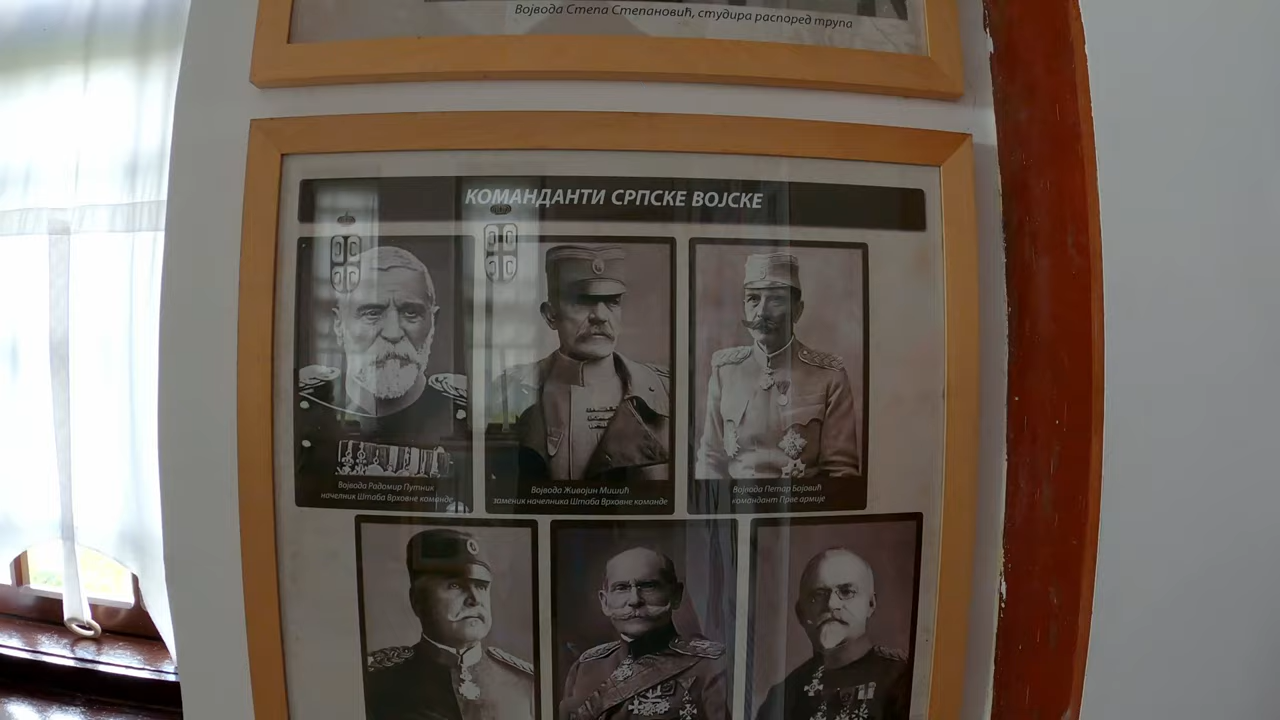 Војвода Степа Степановић, студира распоред трупа
КОМАНДАНТИ СРПСКЕ ВОЈСКЕ
Војвода Радомир Путник
начелник Штаба Врховне команде
Војвода Живојин Мишић
заменик начелника Штаба Врховне команде
Војвода Петар Бојовић
командант Прве армије